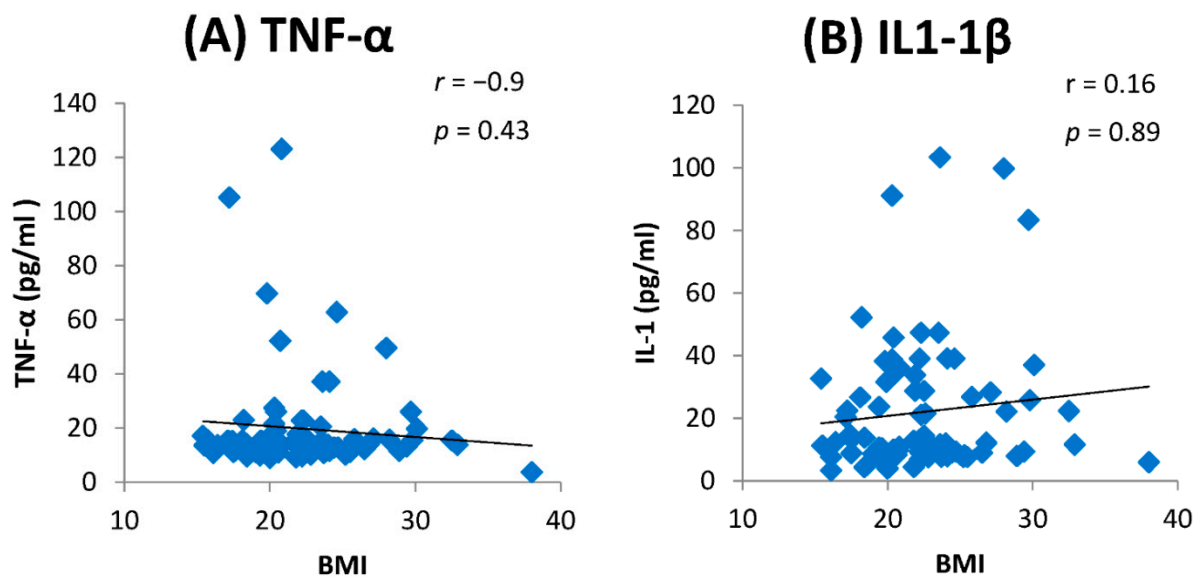 (A) TNF-α
r = −0.9
p = 0.43
TNF-α (pg/ml)
140
120
100
80
60
40
20
0
10 20 30 40
BMI
(B) IL1-1β
r = 0.16
p = 0.89
IL-1 (pg/ml)
120
100
80
60
40
20
0
10 20 30 40
BMI